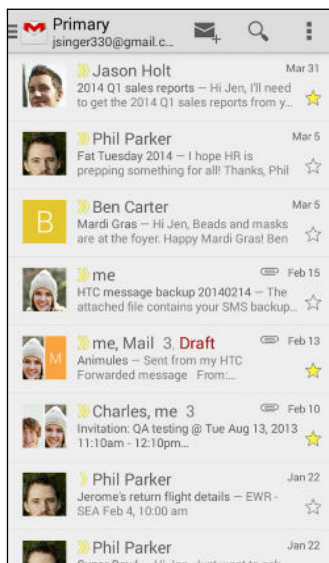 Primary
jsinger330@gmail.c...
Jason Holt Mar 31
2014 Q1 sales reports — Hi Jen, I'll need
to get the 2014 Q1 sales reports from y...
Phil Parker Mar 5
Fat Tuesday 2014 — I hope HR is
prepping something for all! Thanks, Phil
B Ben Carter Mar 5
Mardi Gras — Hi Jen, Beads and masks
are at the foyer. Happy Mardi Gras! Ben
me Feb 15
HTC message backup 20140214 — The
attached file contains your SMS backup...
M me, Mail 3, Draft Feb 13
Animules — Sent from my HTC
Forwarded message From:...
Charles, me 3 Feb 10
Invitation: QA testing @ Tue Aug 13, 2013
11:10am - 12:10pm...
Phil Parker Jan 22
Jerome's return flight details — EWR -
SEA Feb 4, 10:00 am
Phil Parker Jan 22